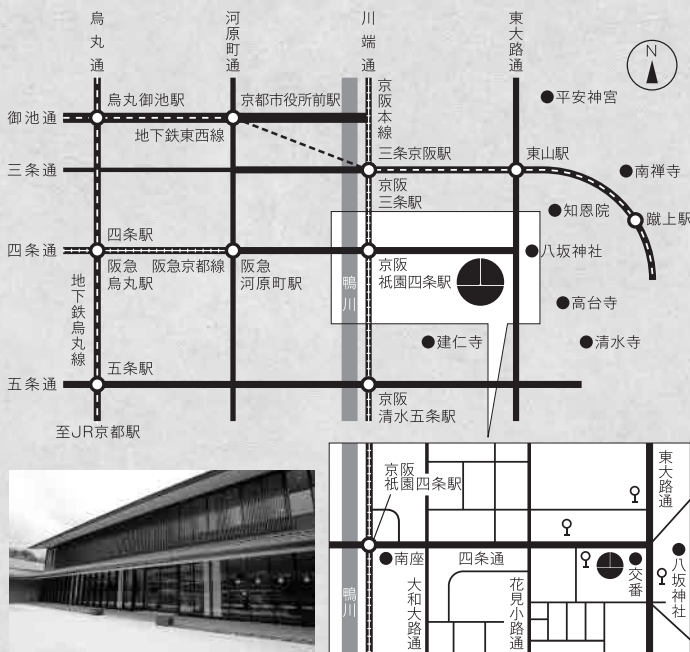 烏丸通
河原町通
川端通
東大路通
N
御池通
烏丸御池駅
京都市役所前駅
地下鉄東西線
京阪本線
平安神宮
三条通
三条京阪駅
東山駅
南禅寺
京阪
三条駅
知恩院
蹴上駅
四条通
四条駅
阪急
烏丸駅
阪急京都線
阪急
河原町駅
鴨川
京阪
祇園四条駅
八坂神社
地下鉄烏丸線
高台寺
建仁寺
清水寺
五条通
五条駅
京阪
清水五条駅
至JR京都駅
京阪
祇園四条駅
東大路通
南座
四条通
交番
八坂神社
鴨川
大和大路通
花見小路通